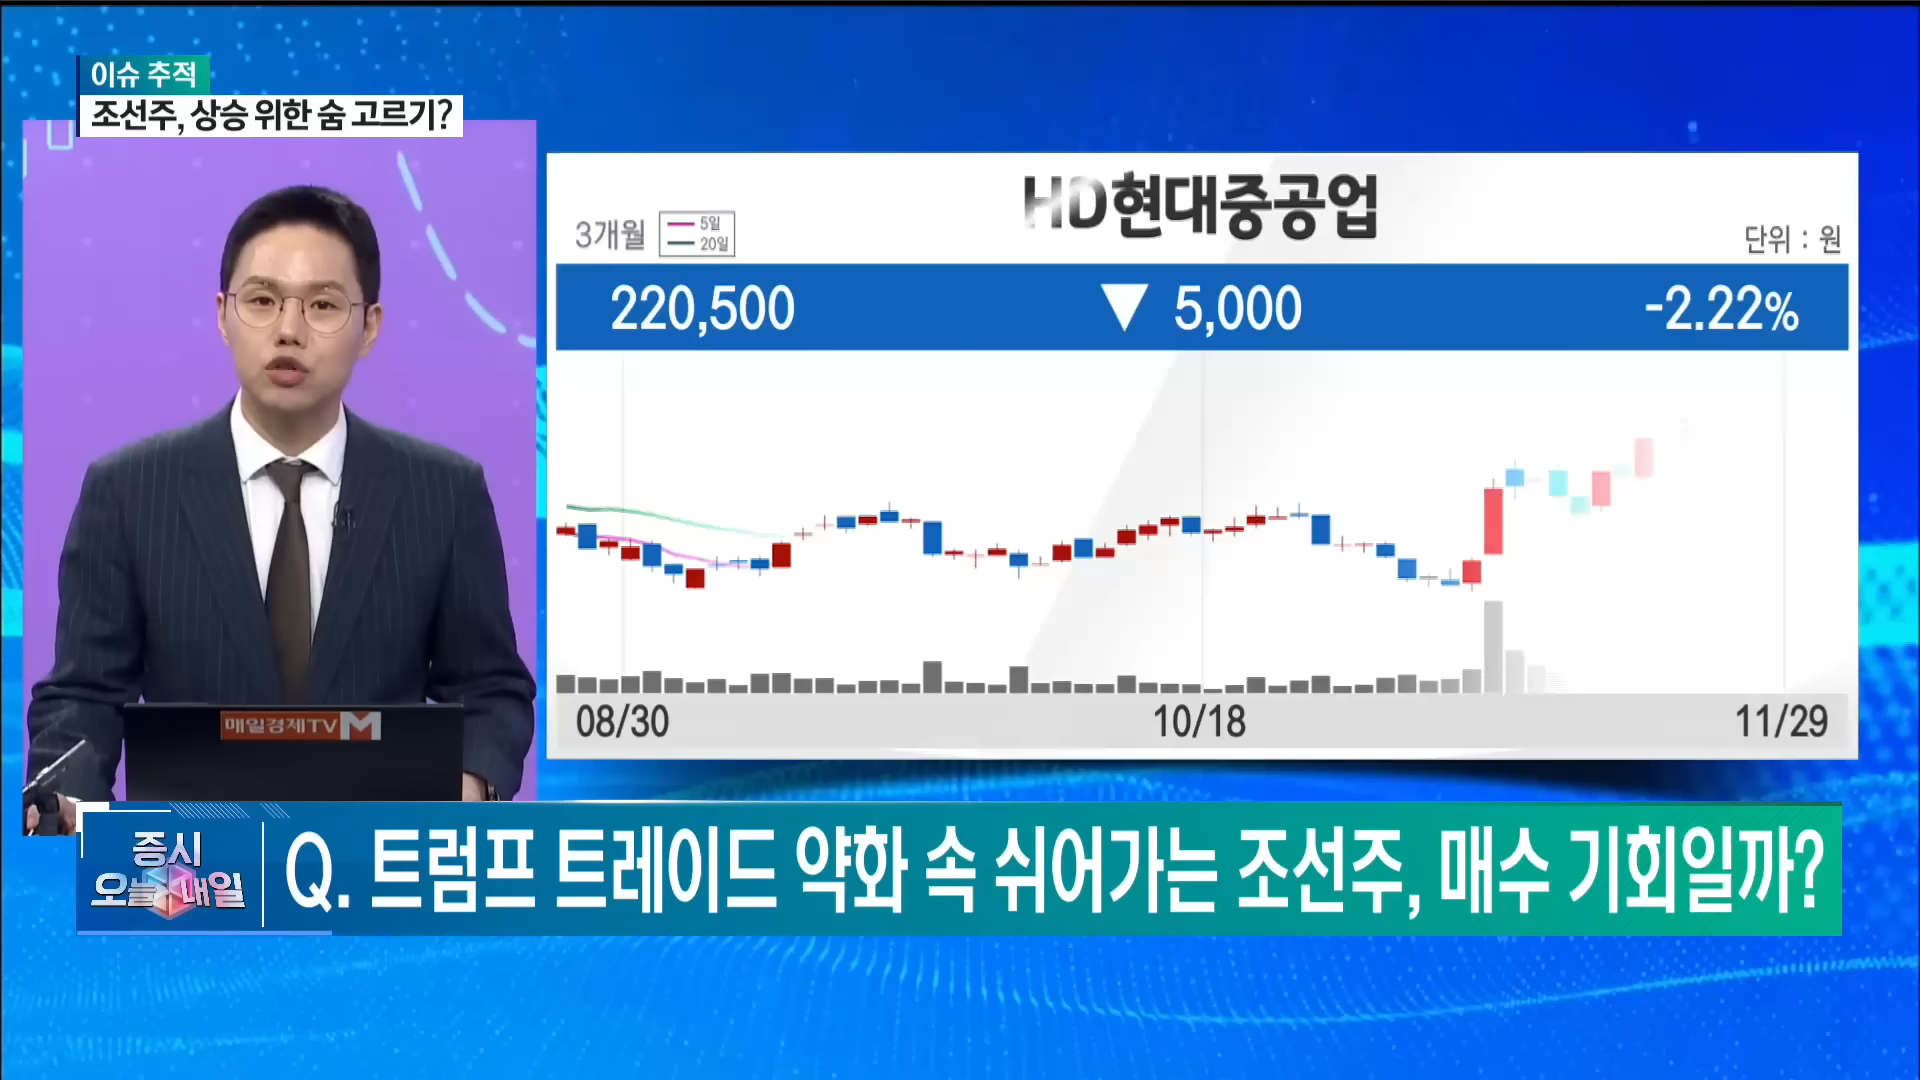 이슈 추적
조선주, 상승 위한 숨 고르기?
HD현대중공업
3개월
5일
20일
단위 : 원
220,500 ▼ 5,000 -2.22%
08/30 10/18 11/29
매일경제TV M
증시
오늘 매일
Q. 트럼프 트레이드 약화 속 쉬어가는 조선주, 매수 기회일까?